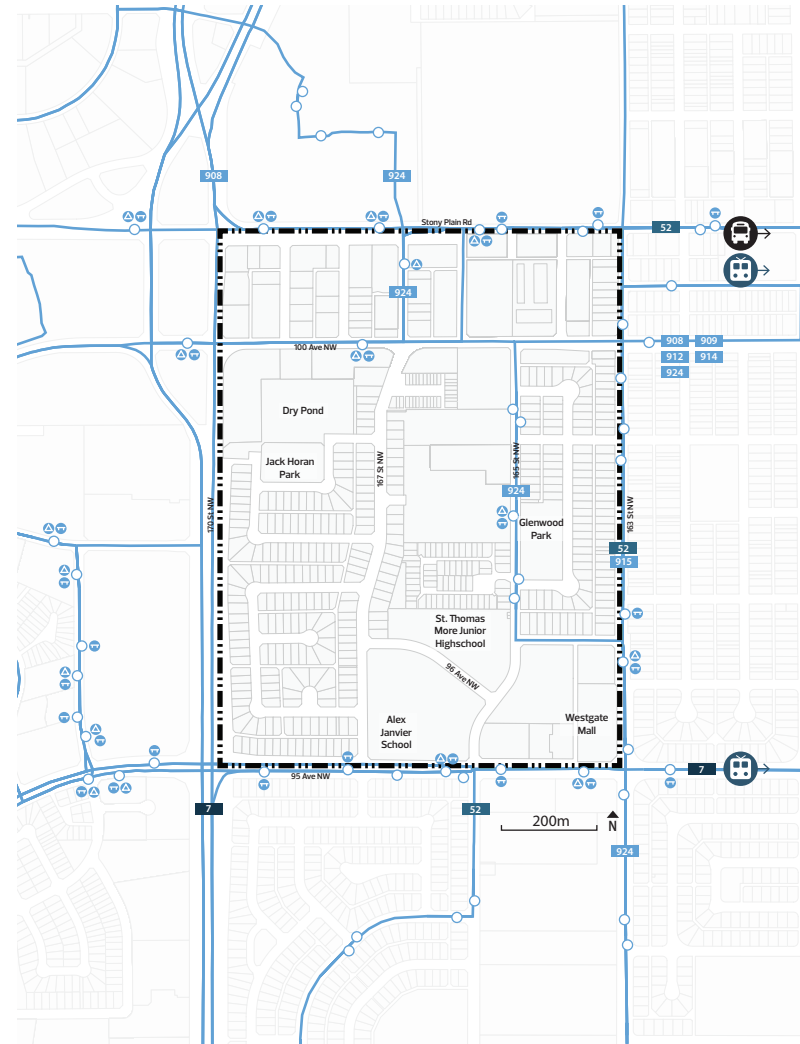 908
924
Stony Plain Rd
52
924
100 Ave NW
908
909
912
914
924
Dry Pond
Jack Horan
Park
167 St NW
165 St NW
924
170 St NW
Glenwood
Park
163 St NW
52
915
St. Thomas
More Junior
Highschool
96 Ave NW
Alex
Janvier
School
Westgate
Mall
95 Ave NW
7
7
52
200m
N
924